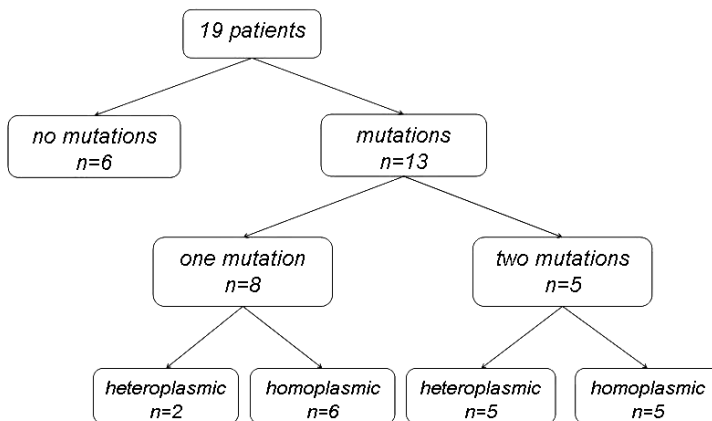 19 patients
no mutations
n=6
mutations
n=13
one mutation
n=8
two mutations
n=5
heteroplasmic
n=2
homoplasmic
n=6
heteroplasmic
n=5
homoplasmic
n=5